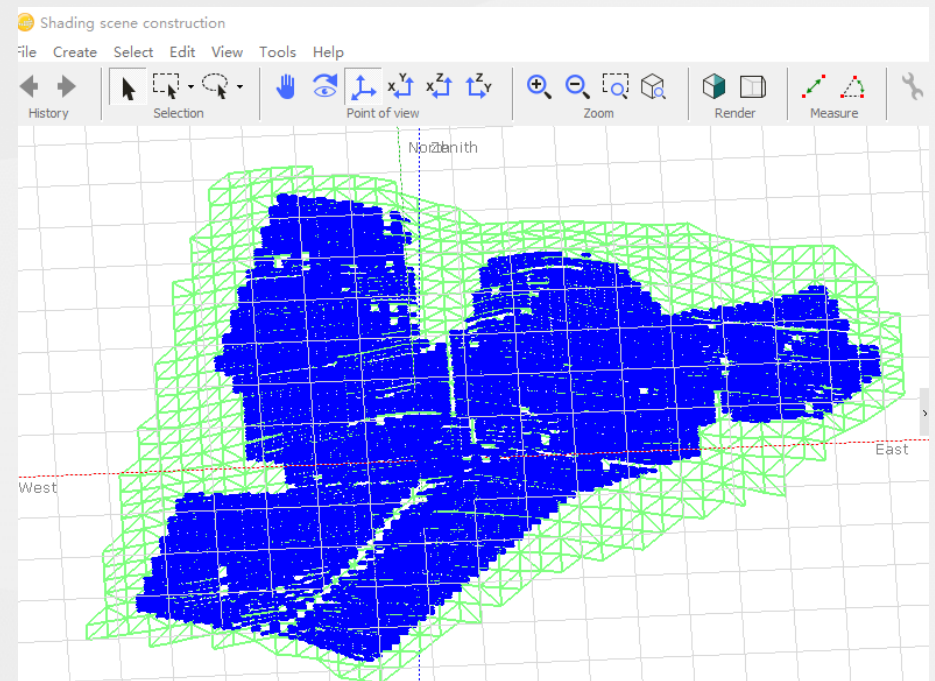 Shading scene construction
File Create Select Edit View Tools Help
X Y X Z Z Y
History Selection Point of view Zoom Render Measure
North Zenith
East
West